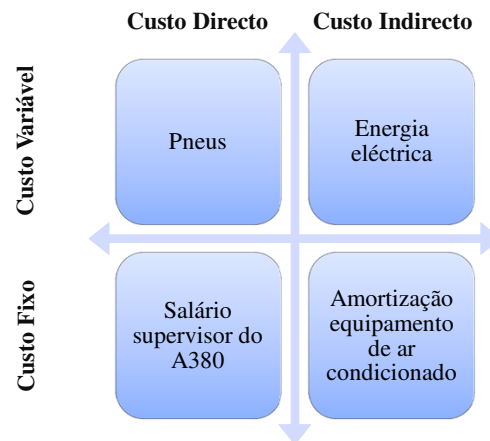 Custo Directo
Custo Indirecto
Custo Variável
Pneus
Energia
eléctrica
Custo Fixo
Salário
supervisor do
A380
Amortização
equipamento
de ar
condicionado